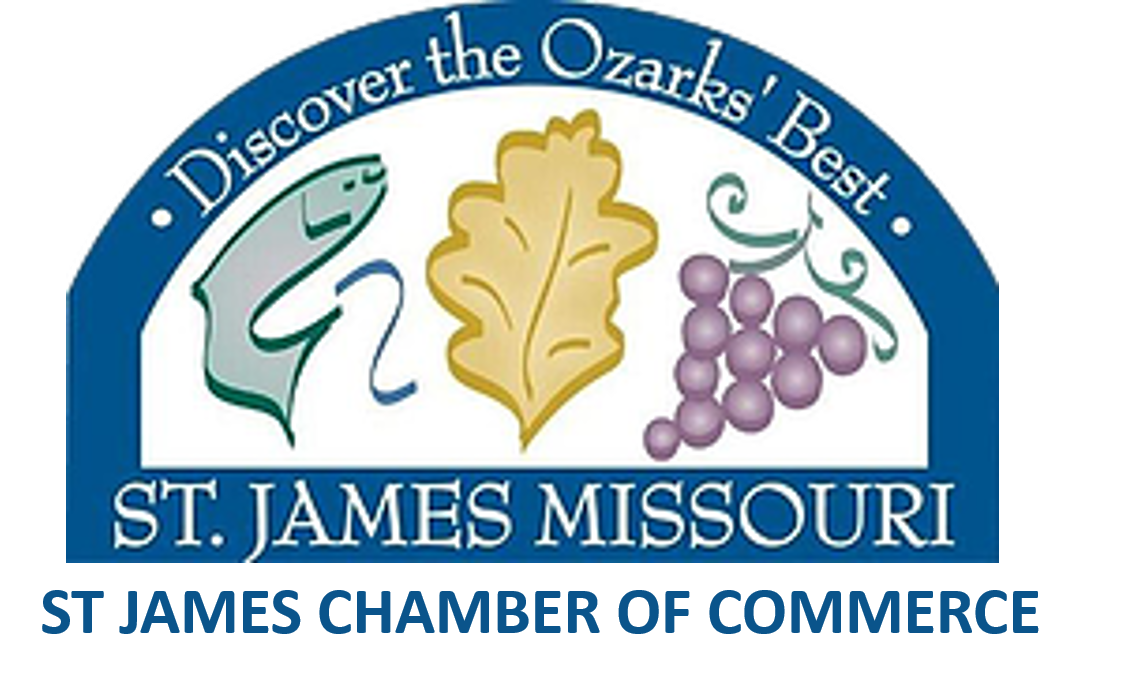 • Discover the Ozarks' Best •
ST. JAMES MISSOURI
ST JAMES CHAMBER OF COMMERCE